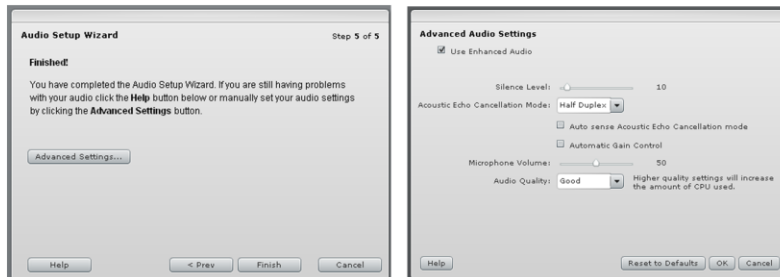 Audio Setup Wizard
Step 5 of 5
Finished!
You have completed the Audio Setup Wizard. If you are still having problems
with your audio click the Help button below or manually set your audio settings
by clicking the Advanced Settings button.
Advanced Settings...
Help
< Prev
Finish
Cancel
Advanced Audio Settings
Use Enhanced Audio
Silence Level: 10
Acoustic Echo Cancellation Mode: Half Duplex
Auto sense Acoustic Echo Cancellation mode
Automatic Gain Control
Microphone Volume: 50
Audio Quality: Good
Higher quality settings will increase
the amount of CPU used.
Help
Reset to Defaults
OK
Cancel